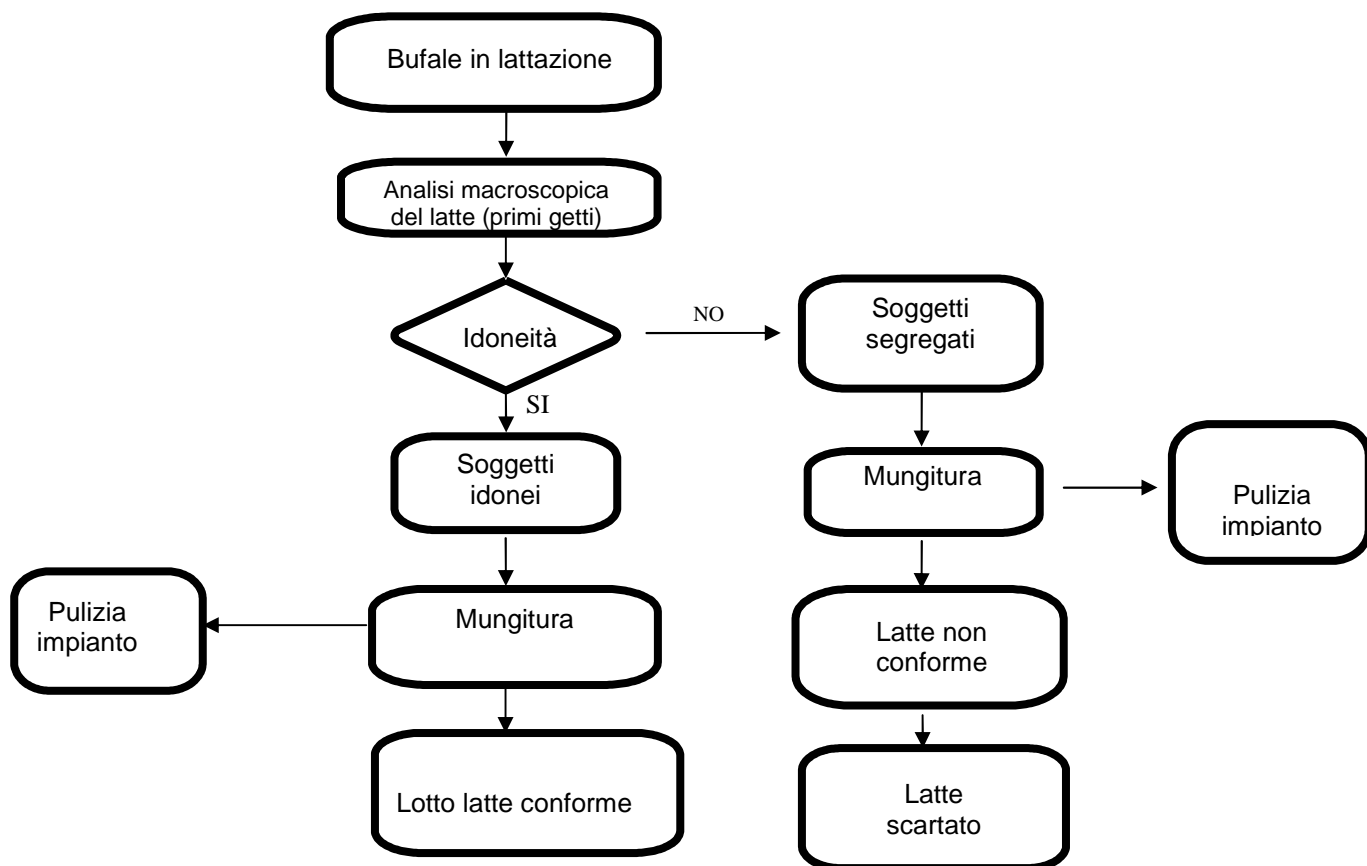 Bufale in lattazione
Analisi macroscopica
del latte (primi getti)
Idoneità
NO
Soggetti
segregati
SI
Soggetti
idonei
Mungitura
Pulizia
impianto
Pulizia
impianto
Mungitura
Latte non
conforme
Lotto latte conforme
Latte
scartato